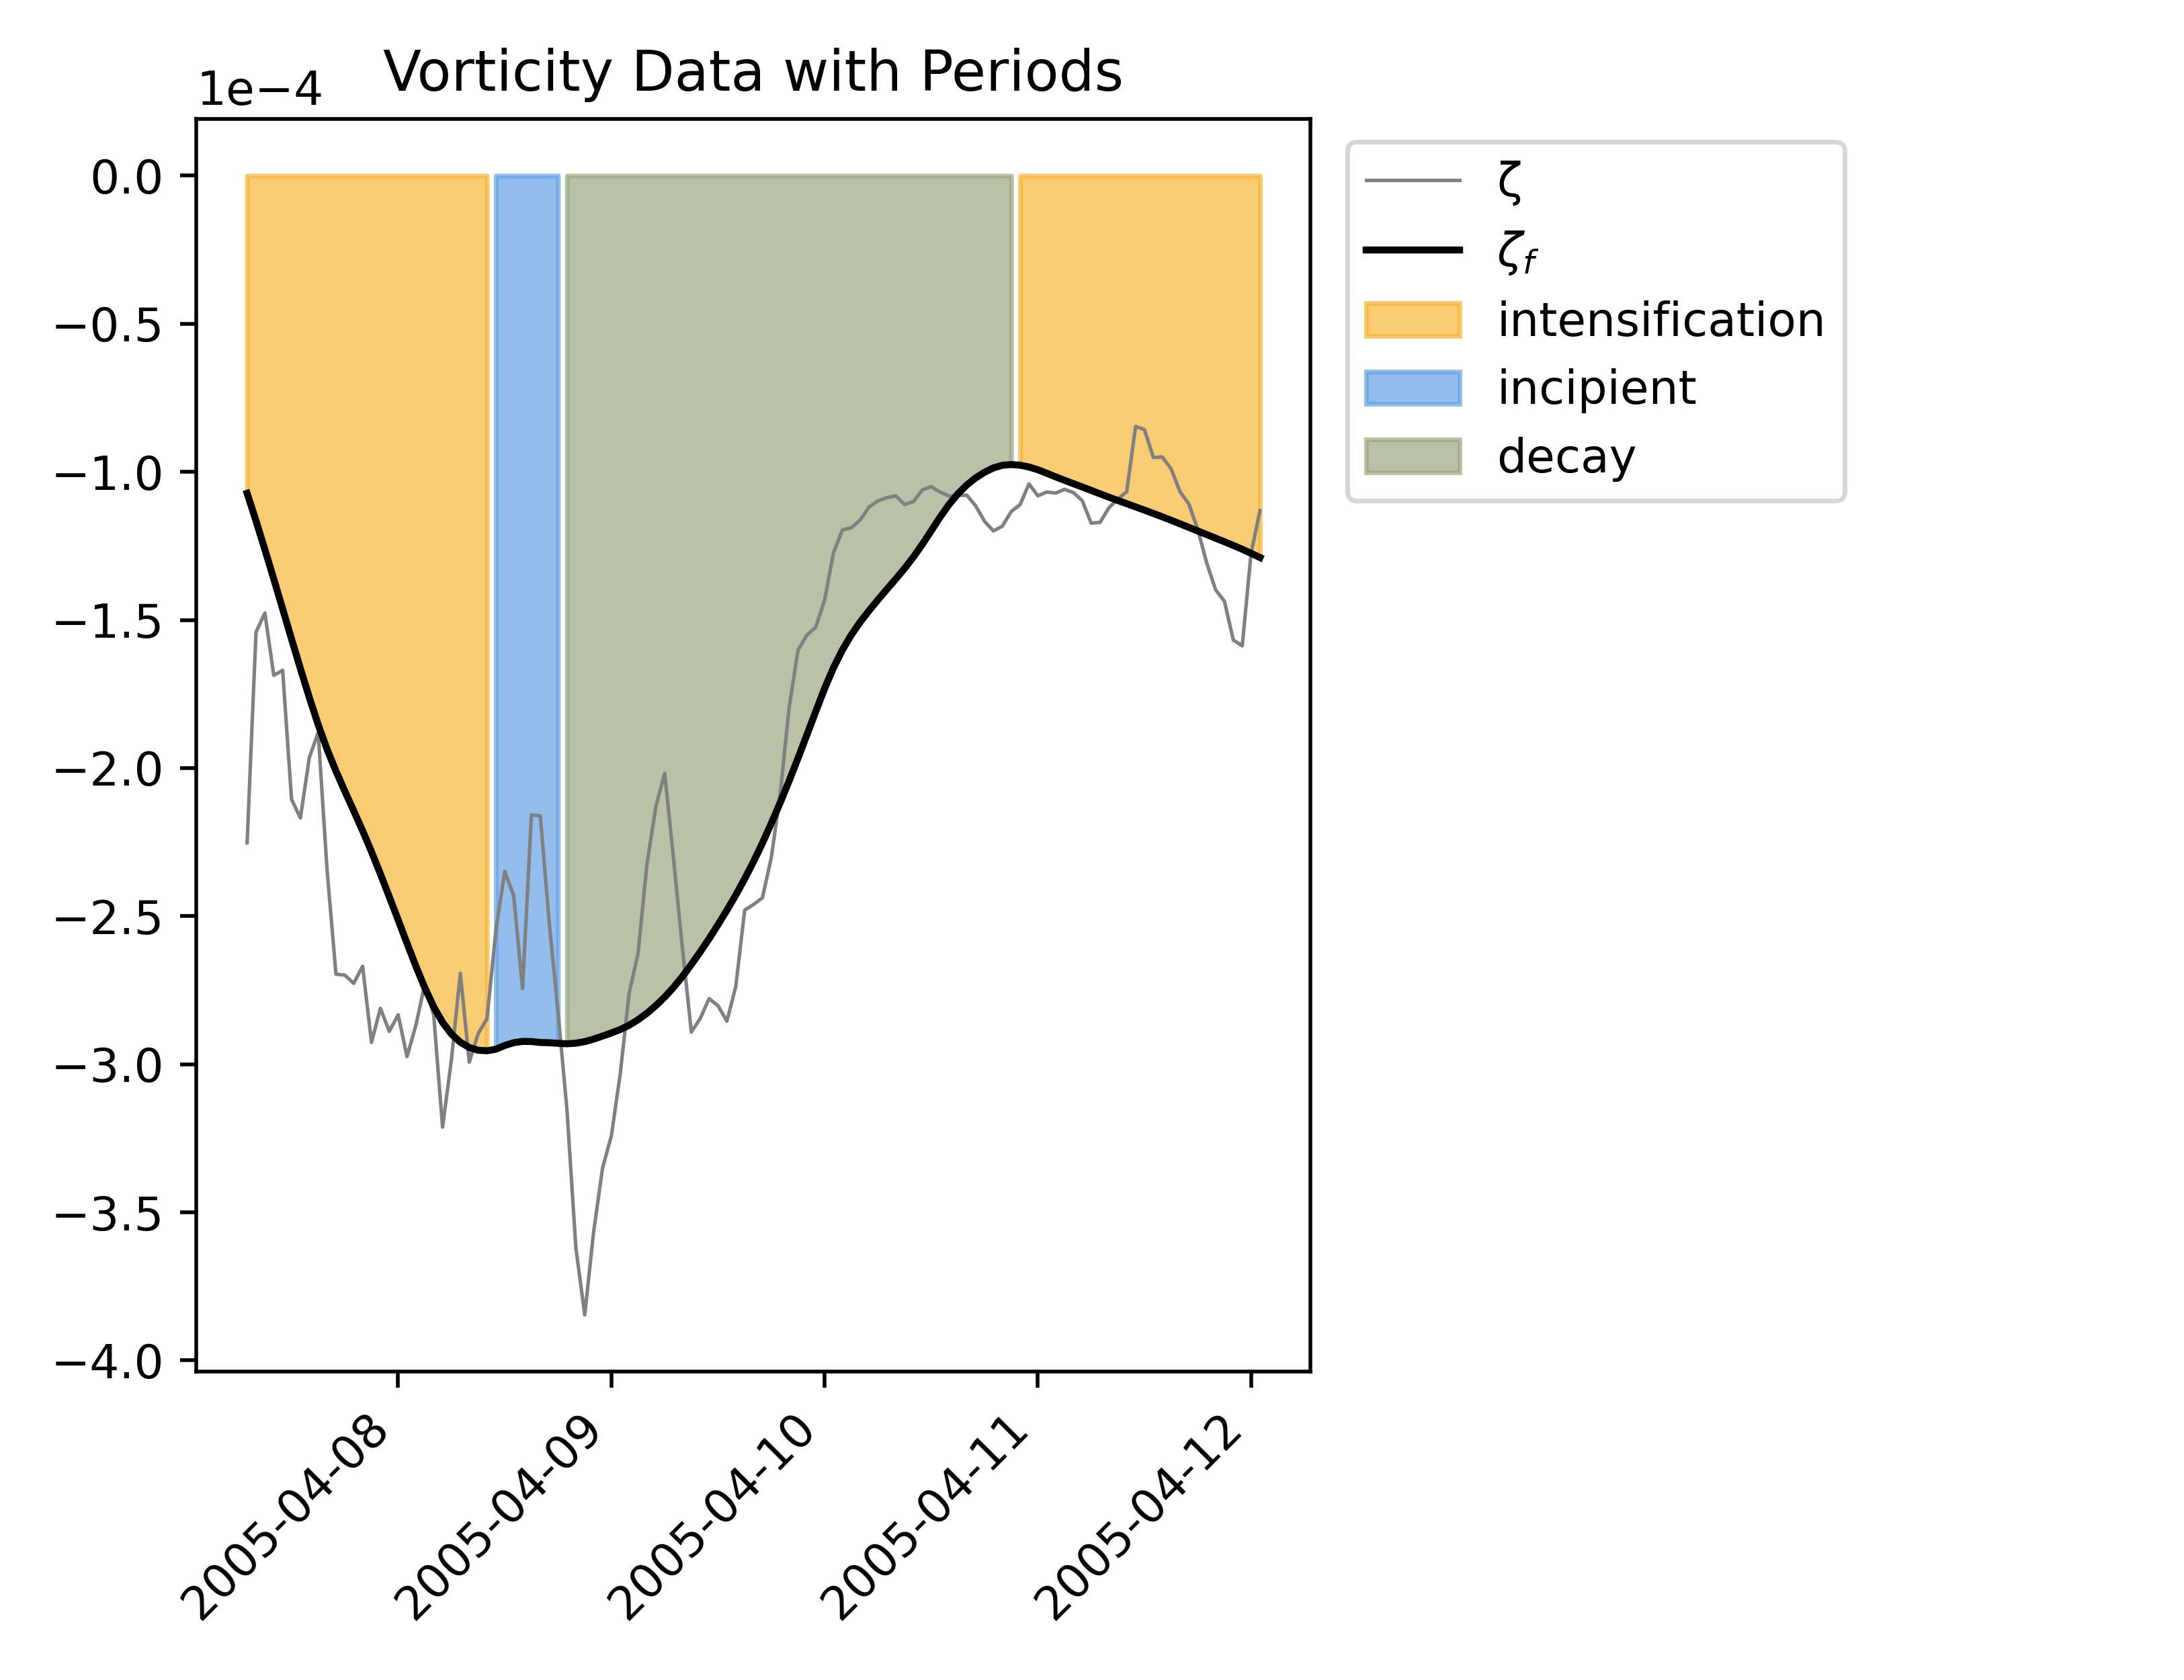 Vorticity Data with Periods
1e−4
0.0
−0.5
−1.0
−1.5
−2.0
−2.5
−3.0
−3.5
−4.0
2005-04-08
2005-04-09
2005-04-10
2005-04-11
2005-04-12
ζ
ζf
intensification
incipient
decay